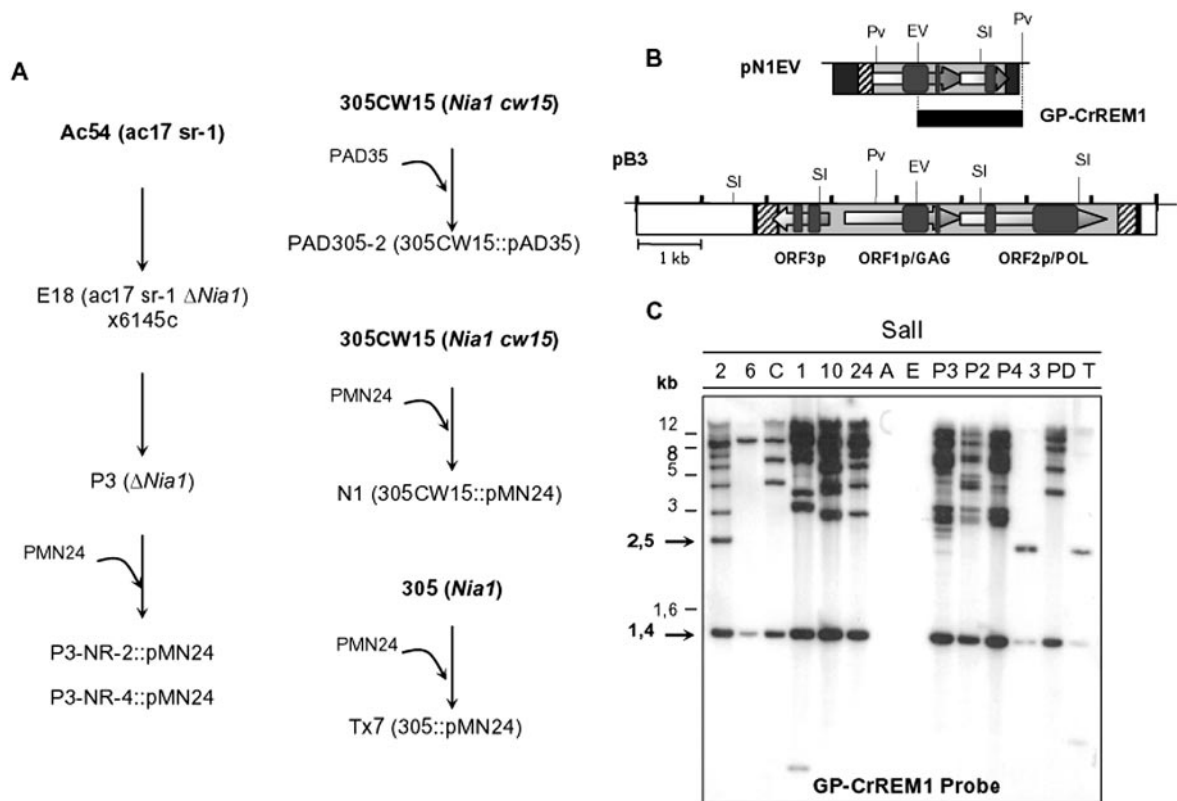 A
Ac54 (ac17 sr-1)
E18 (ac17 sr-1 ΔNia1)
x6145c
P3 (ΔNia1)
PMN24
P3-NR-2::pMN24
P3-NR-4::pMN24
305CW15 (Nia1 cw15)
PAD35
PAD305-2 (305CW15::pAD35)
305CW15 (Nia1 cw15)
PMN24
N1 (305CW15::pMN24)
305 (Nia1)
PMN24
Tx7 (305::pMN24)
B
Pv EV SI Pv
pN1EV
GP-CrREM1
pB3
SI SI Pv EV SI SI
1 kb
ORF3p ORF1p/GAG ORF2p/POL
C
SalI
2 6 C 1 10 24 A E P3 P2 P4 3 PD T
kb
12
8
5
3
2,5
1,6
1,4
GP-CrREM1 Probe